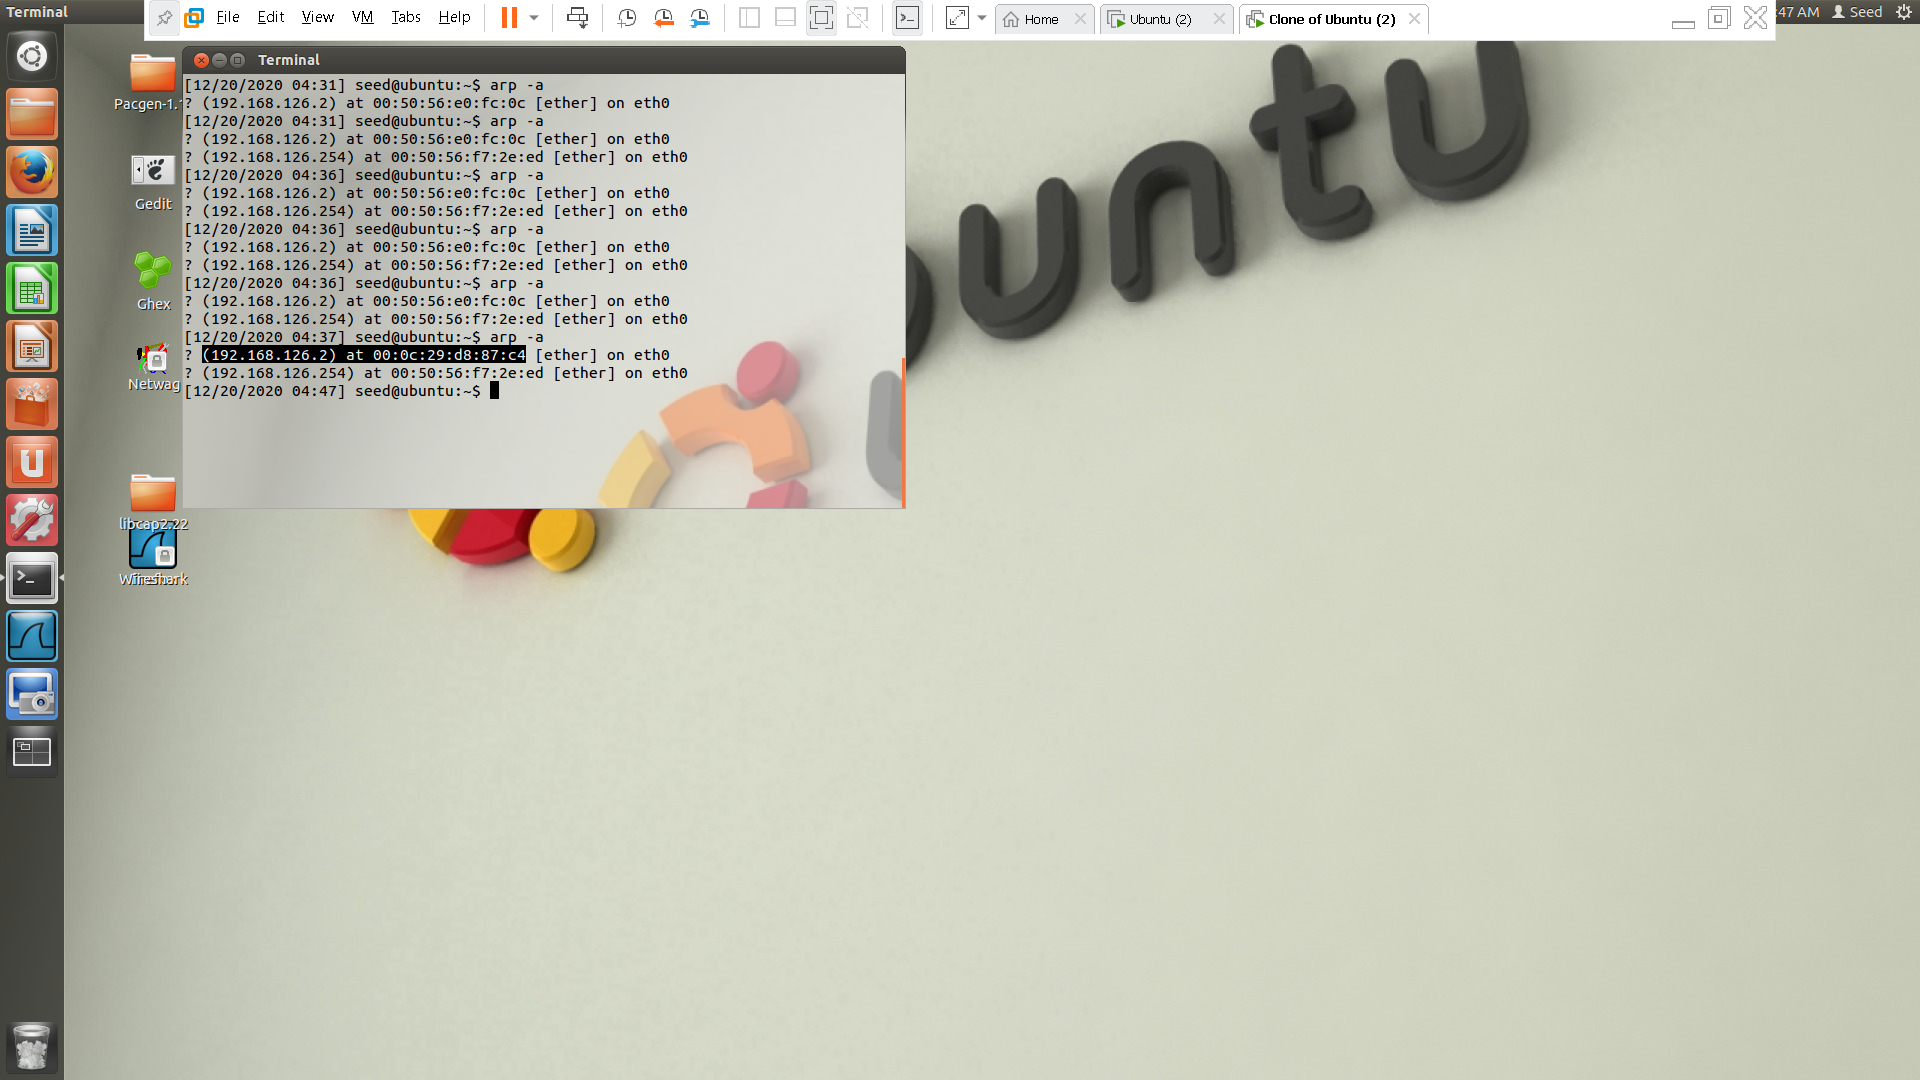 Terminal
File Edit View VM Tabs Help
Home
Ubuntu (2)
Clone of Ubuntu (2)
:47 AM Seed
Terminal
[12/20/2020 04:31] seed@ubuntu:~$ arp -a
? (192.168.126.2) at 00:50:56:e0:fc:0c [ether] on eth0
[12/20/2020 04:31] seed@ubuntu:~$ arp -a
? (192.168.126.2) at 00:50:56:e0:fc:0c [ether] on eth0
? (192.168.126.254) at 00:50:56:f7:2e:ed [ether] on eth0
[12/20/2020 04:36] seed@ubuntu:~$ arp -a
? (192.168.126.2) at 00:50:56:e0:fc:0c [ether] on eth0
? (192.168.126.254) at 00:50:56:f7:2e:ed [ether] on eth0
[12/20/2020 04:36] seed@ubuntu:~$ arp -a
? (192.168.126.2) at 00:50:56:e0:fc:0c [ether] on eth0
? (192.168.126.254) at 00:50:56:f7:2e:ed [ether] on eth0
[12/20/2020 04:36] seed@ubuntu:~$ arp -a
? (192.168.126.2) at 00:50:56:e0:fc:0c [ether] on eth0
? (192.168.126.254) at 00:50:56:f7:2e:ed [ether] on eth0
[12/20/2020 04:37] seed@ubuntu:~$ arp -a
? (192.168.126.2) at 00:0c:29:d8:87:c4 [ether] on eth0
? (192.168.126.254) at 00:50:56:f7:2e:ed [ether] on eth0
[12/20/2020 04:47] seed@ubuntu:~$
Pacgen-1.1
Gedit
Ghex
Netwag
libcap2.22
Wireshark
ubuntu